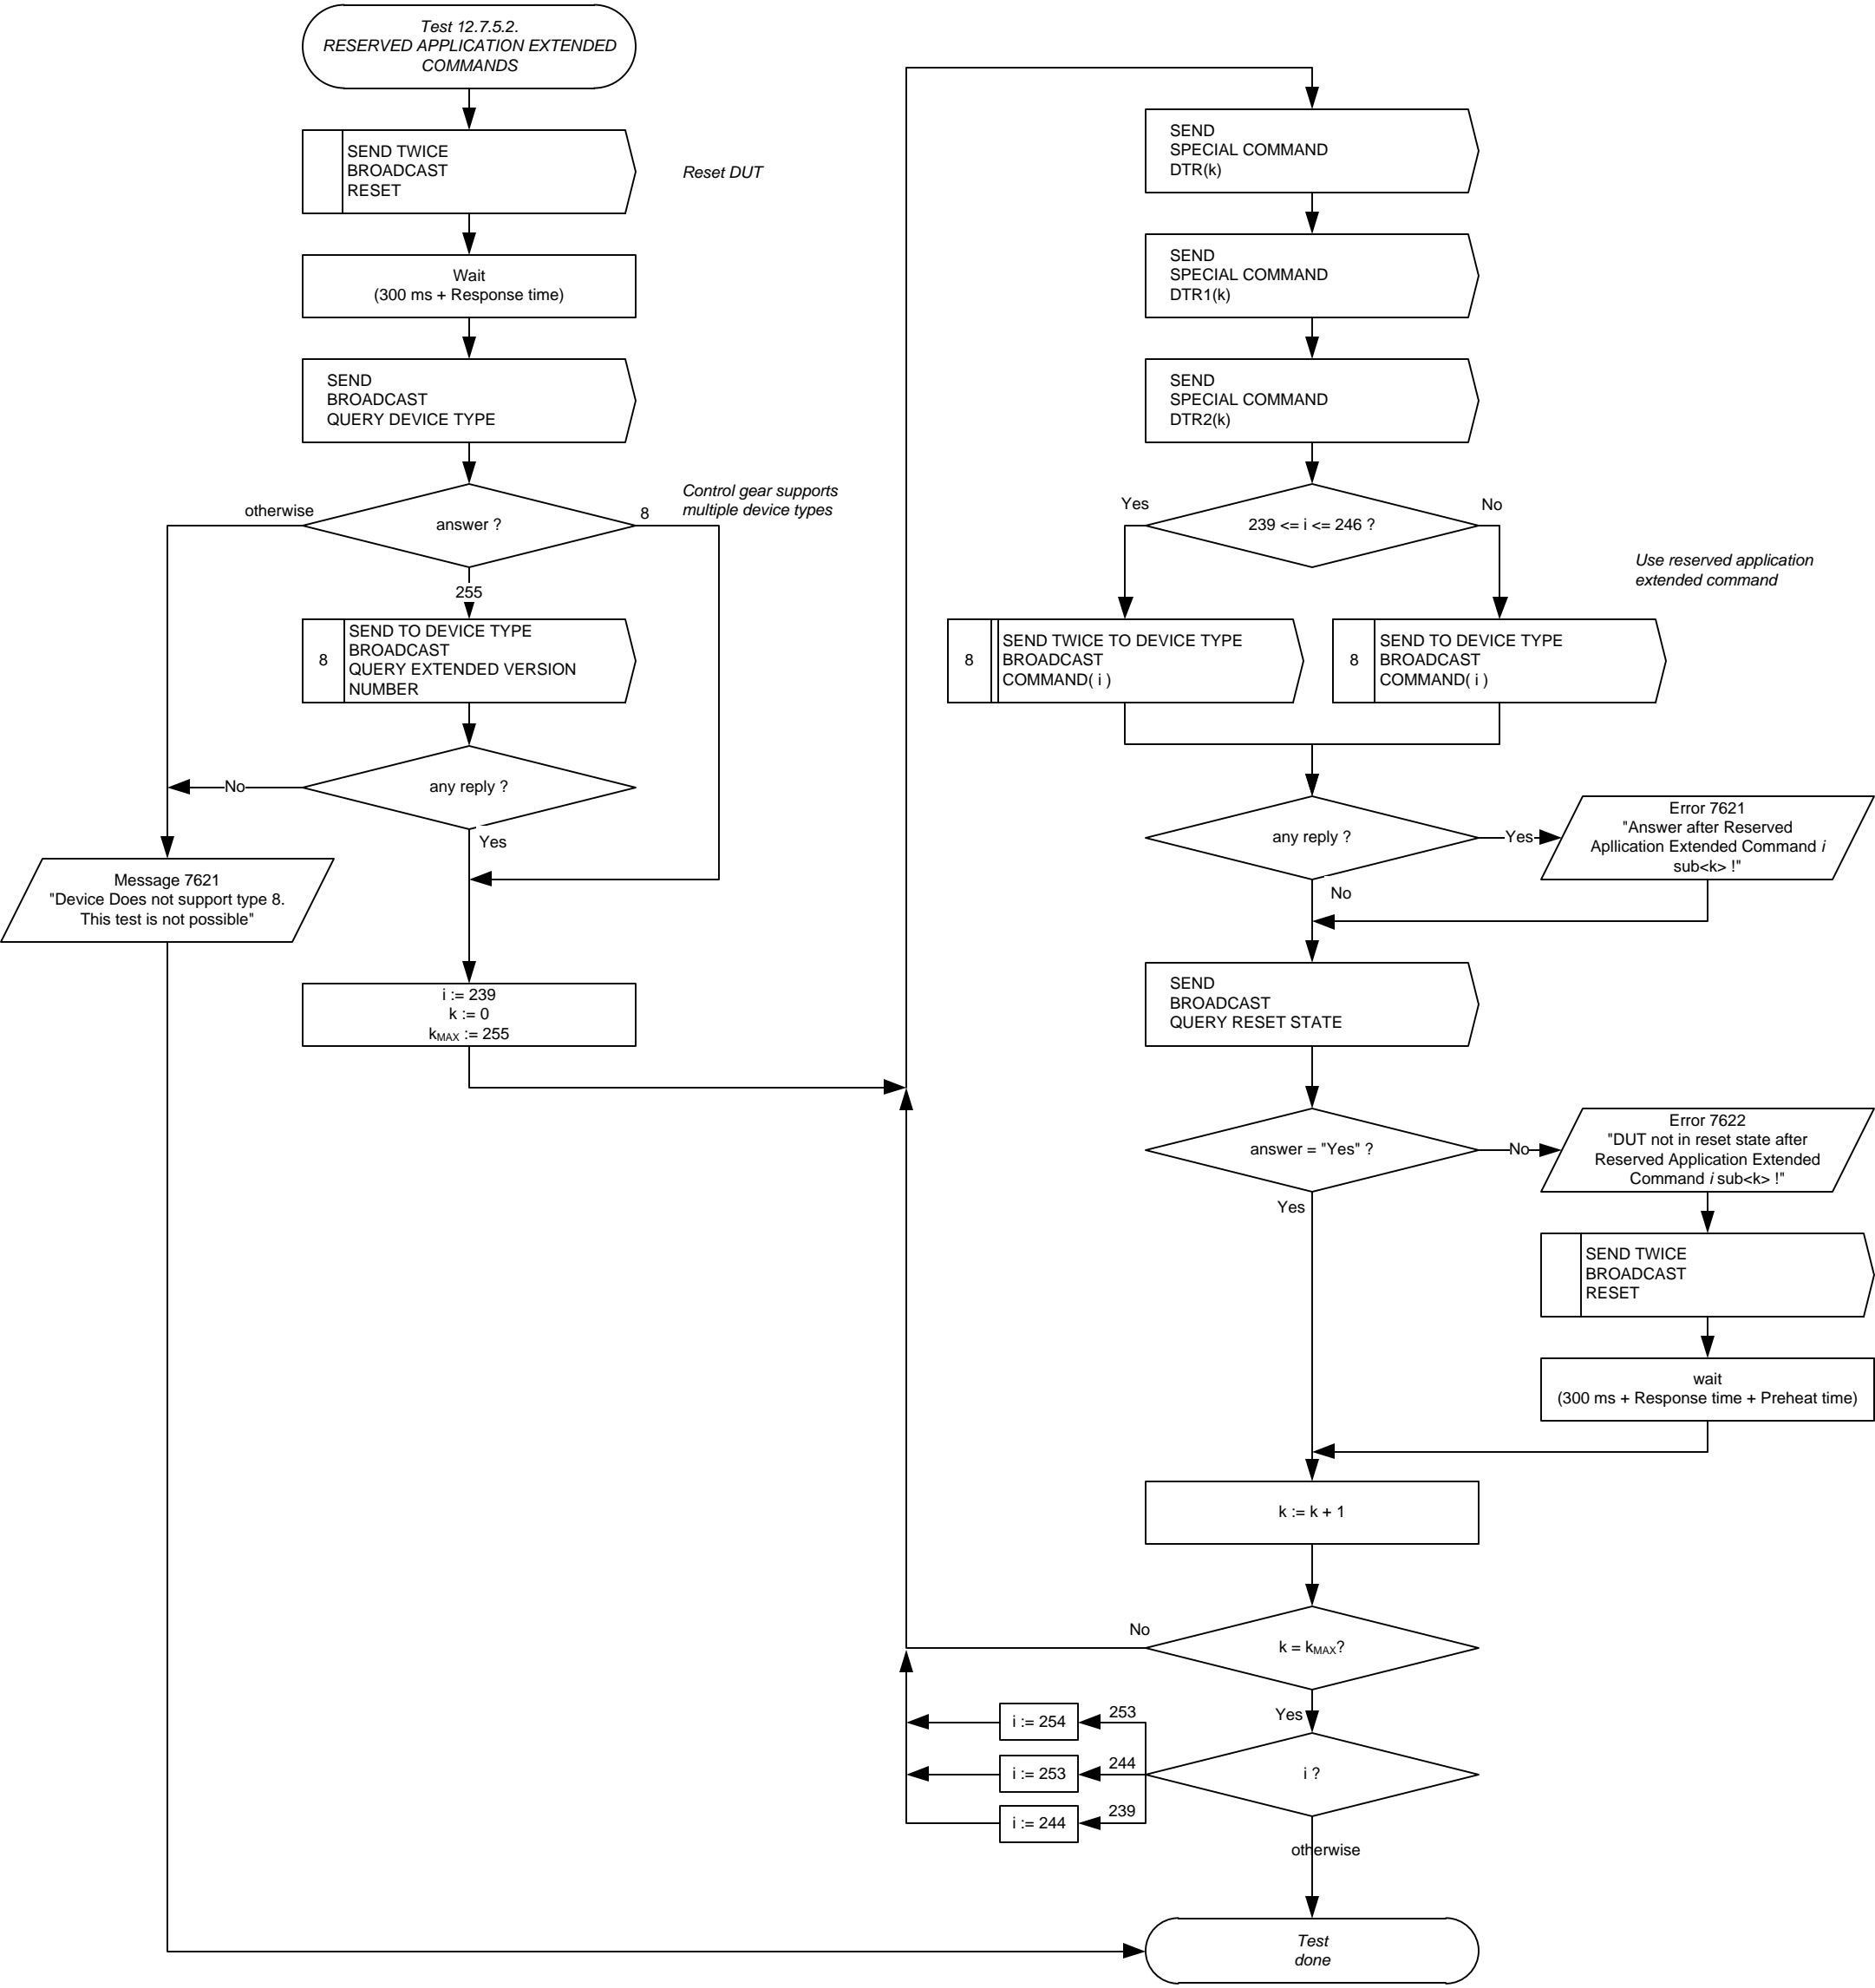 Test 12.7.5.2.
RESERVED APPLICATION EXTENDED
COMMANDS
SEND TWICE
BROADCAST
RESET
Reset DUT
Wait
(300 ms + Response time)
SEND
BROADCAST
QUERY DEVICE TYPE
otherwise
answer ?
8
Control gear supports
multiple device types
255
8
SEND TO DEVICE TYPE
BROADCAST
QUERY EXTENDED VERSION
NUMBER
No
any reply ?
Yes
Message 7621
"Device Does not support type 8.
This test is not possible"
i := 239
k := 0
kMAX := 255
SEND
SPECIAL COMMAND
DTR(k)
SEND
SPECIAL COMMAND
DTR1(k)
SEND
SPECIAL COMMAND
DTR2(k)
Yes
239 <= i <= 246 ?
No
Use reserved application
extended command
8
SEND TWICE TO DEVICE TYPE
BROADCAST
COMMAND( i )
8
SEND TO DEVICE TYPE
BROADCAST
COMMAND( i )
any reply ?
Yes
Error 7621
"Answer after Reserved
Apllication Extended Command i
sub<k> !"
No
SEND
BROADCAST
QUERY RESET STATE
answer = "Yes" ?
No
Error 7622
"DUT not in reset state after
Reserved Application Extended
Command i sub<k> !"
Yes
SEND TWICE
BROADCAST
RESET
wait
(300 ms + Response time + Preheat time)
k := k + 1
No
k = kMAX?
Yes
i := 254
253
i := 253
244
i ?
i := 244
239
otherwise
Test
done